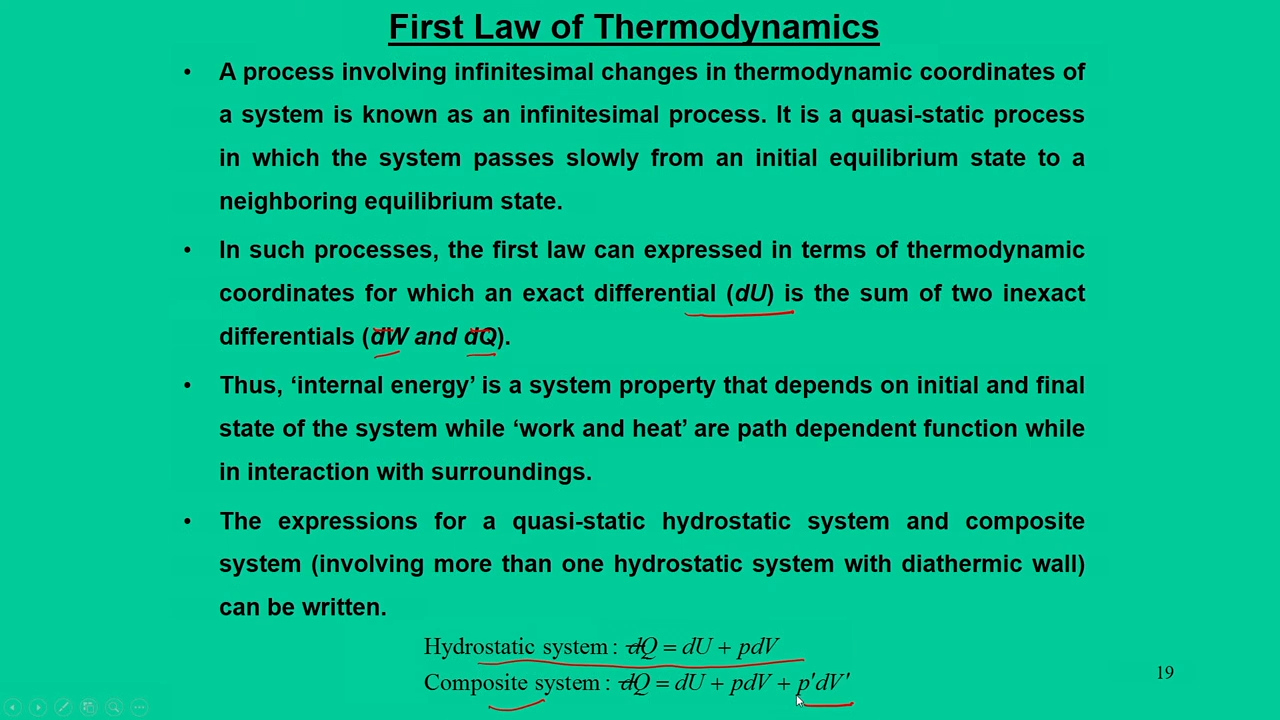 First Law of Thermodynamics
• A process involving infinitesimal changes in thermodynamic coordinates of
a system is known as an infinitesimal process. It is a quasi-static process
in which the system passes slowly from an initial equilibrium state to a
neighboring equilibrium state.
• In such processes, the first law can expressed in terms of thermodynamic
coordinates for which an exact differential (dU) is the sum of two inexact
differentials (đW and đQ).
• Thus, ‘internal energy’ is a system property that depends on initial and final
state of the system while ‘work and heat’ are path dependent function while
in interaction with surroundings.
• The expressions for a quasi-static hydrostatic system and composite
system (involving more than one hydrostatic system with diathermic wall)
can be written.
Hydrostatic system : đQ = dU + pdV
Composite system : đQ = dU + pdV + p′dV′
19